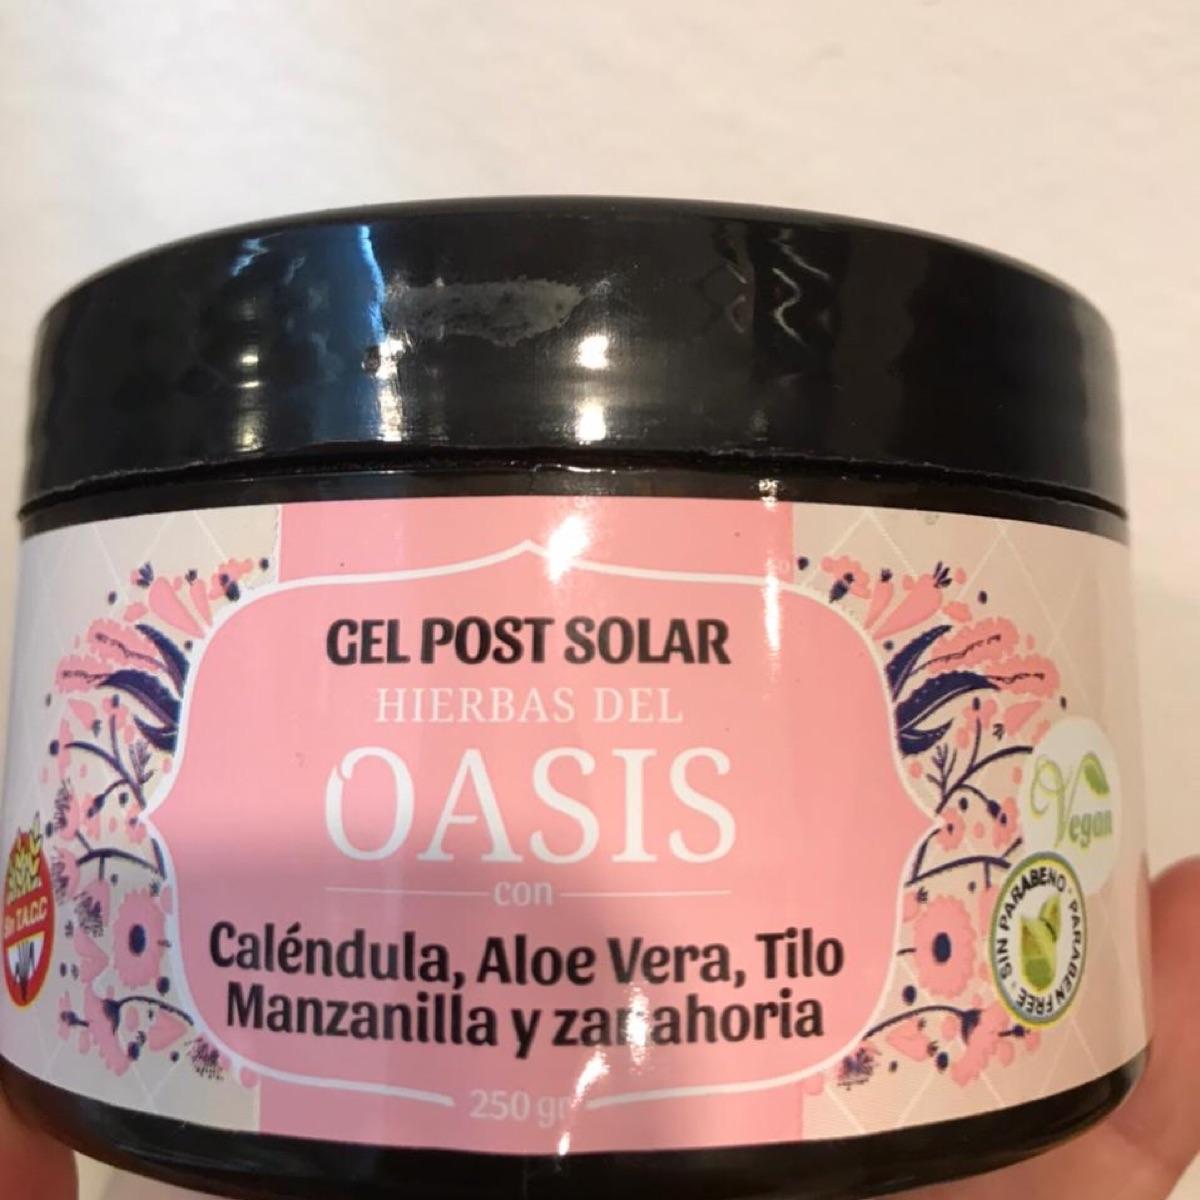 GEL POST SOLAR
HIERBAS DEL
OASIS
con
Caléndula, Aloe Vera, Tilo
Manzanilla y zanahoria
250 gr
Vegan
SIN PARABENO · PARABEN FREE ·
Sin T.A.C.C